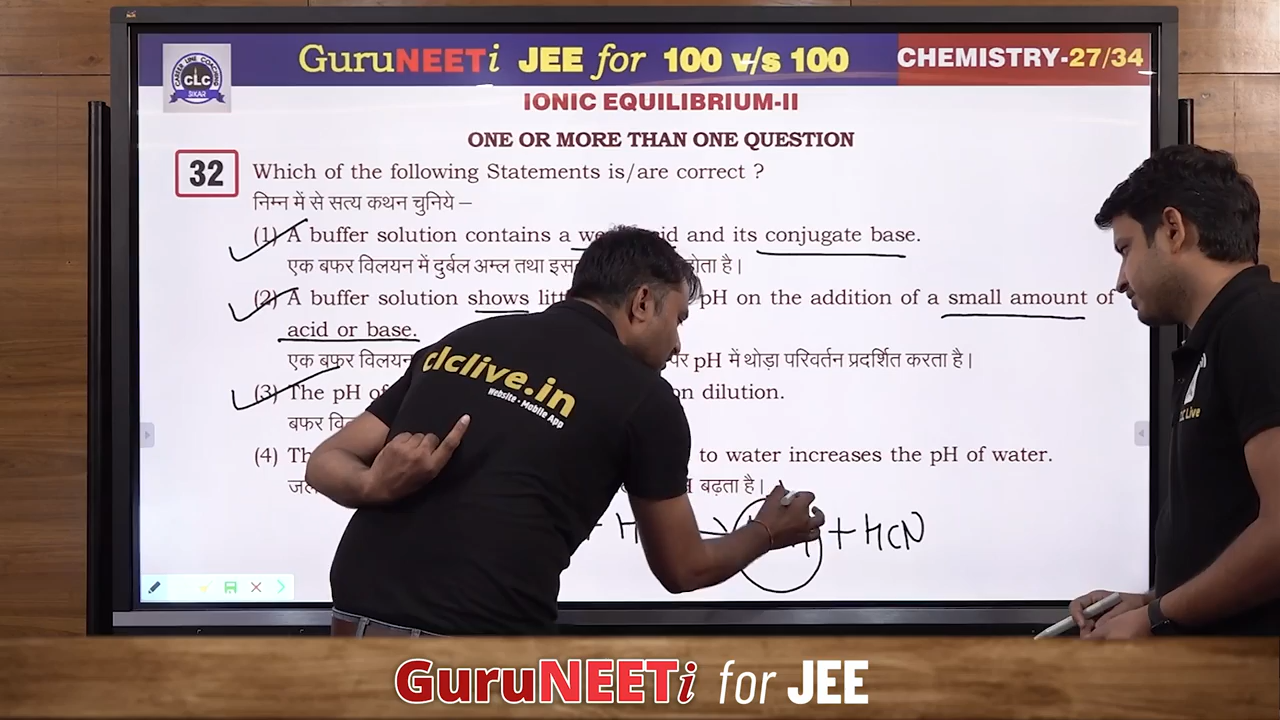 CAREER LINE COACHING
CLC
SIKAR
GuruNEETi JEE for 100 v/s 100
CHEMISTRY-27/34
IONIC EQUILIBRIUM-II
ONE OR MORE THAN ONE QUESTION
32 Which of the following Statements is/are correct ?
निम्न में से सत्य कथन चुनिये –
(1) A buffer solution contains a and its conjugate base.
एक बफर विलयन में दुर्बल अम्ल तथा होता है।
(2) A buffer solution shows pH on the addition of a small amount of
acid or base.
एक बफर विलयन पर pH में थोड़ा परिवर्तन प्रदर्शित करता है।
(3) The pH of on dilution.
बफर
(4) to water increases the pH of water.
बढ़ता है।
+ HCN
clclive.in
Website • Mobile App
Live
GuruNEETi for JEE